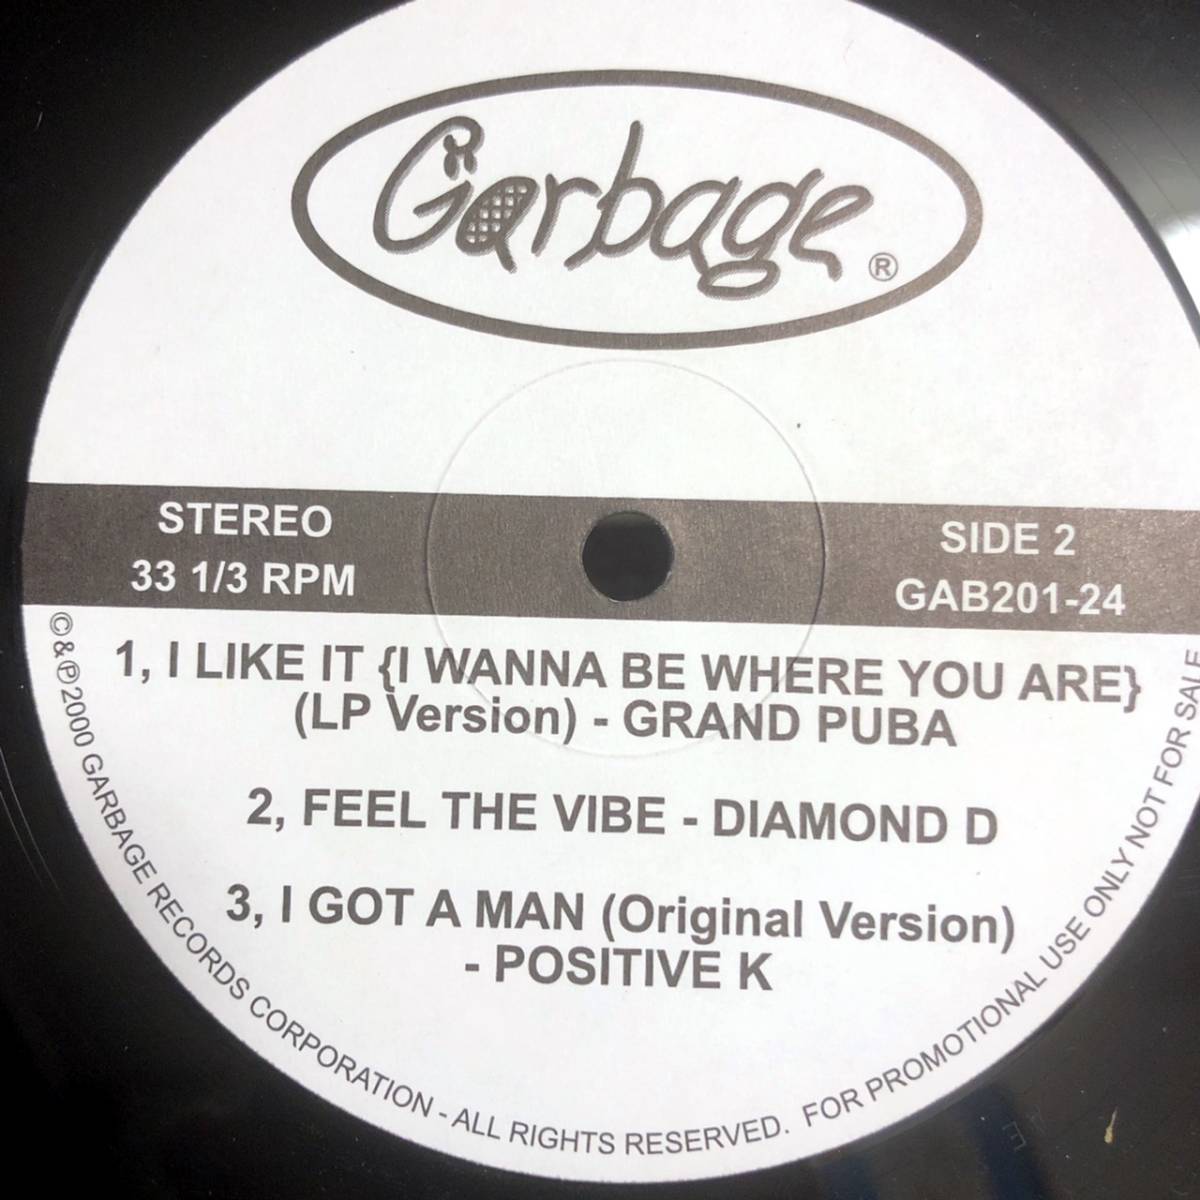 Garbage ®
STEREO
33 1/3 RPM
SIDE 2
GAB201-24
1, I LIKE IT {I WANNA BE WHERE YOU ARE}
(LP Version) - GRAND PUBA
2, FEEL THE VIBE - DIAMOND D
3, I GOT A MAN (Original Version)
- POSITIVE K
©&℗2000 GARBAGE RECORDS CORPORATION - ALL RIGHTS RESERVED. FOR PROMOTIONAL USE ONLY NOT FOR SALE